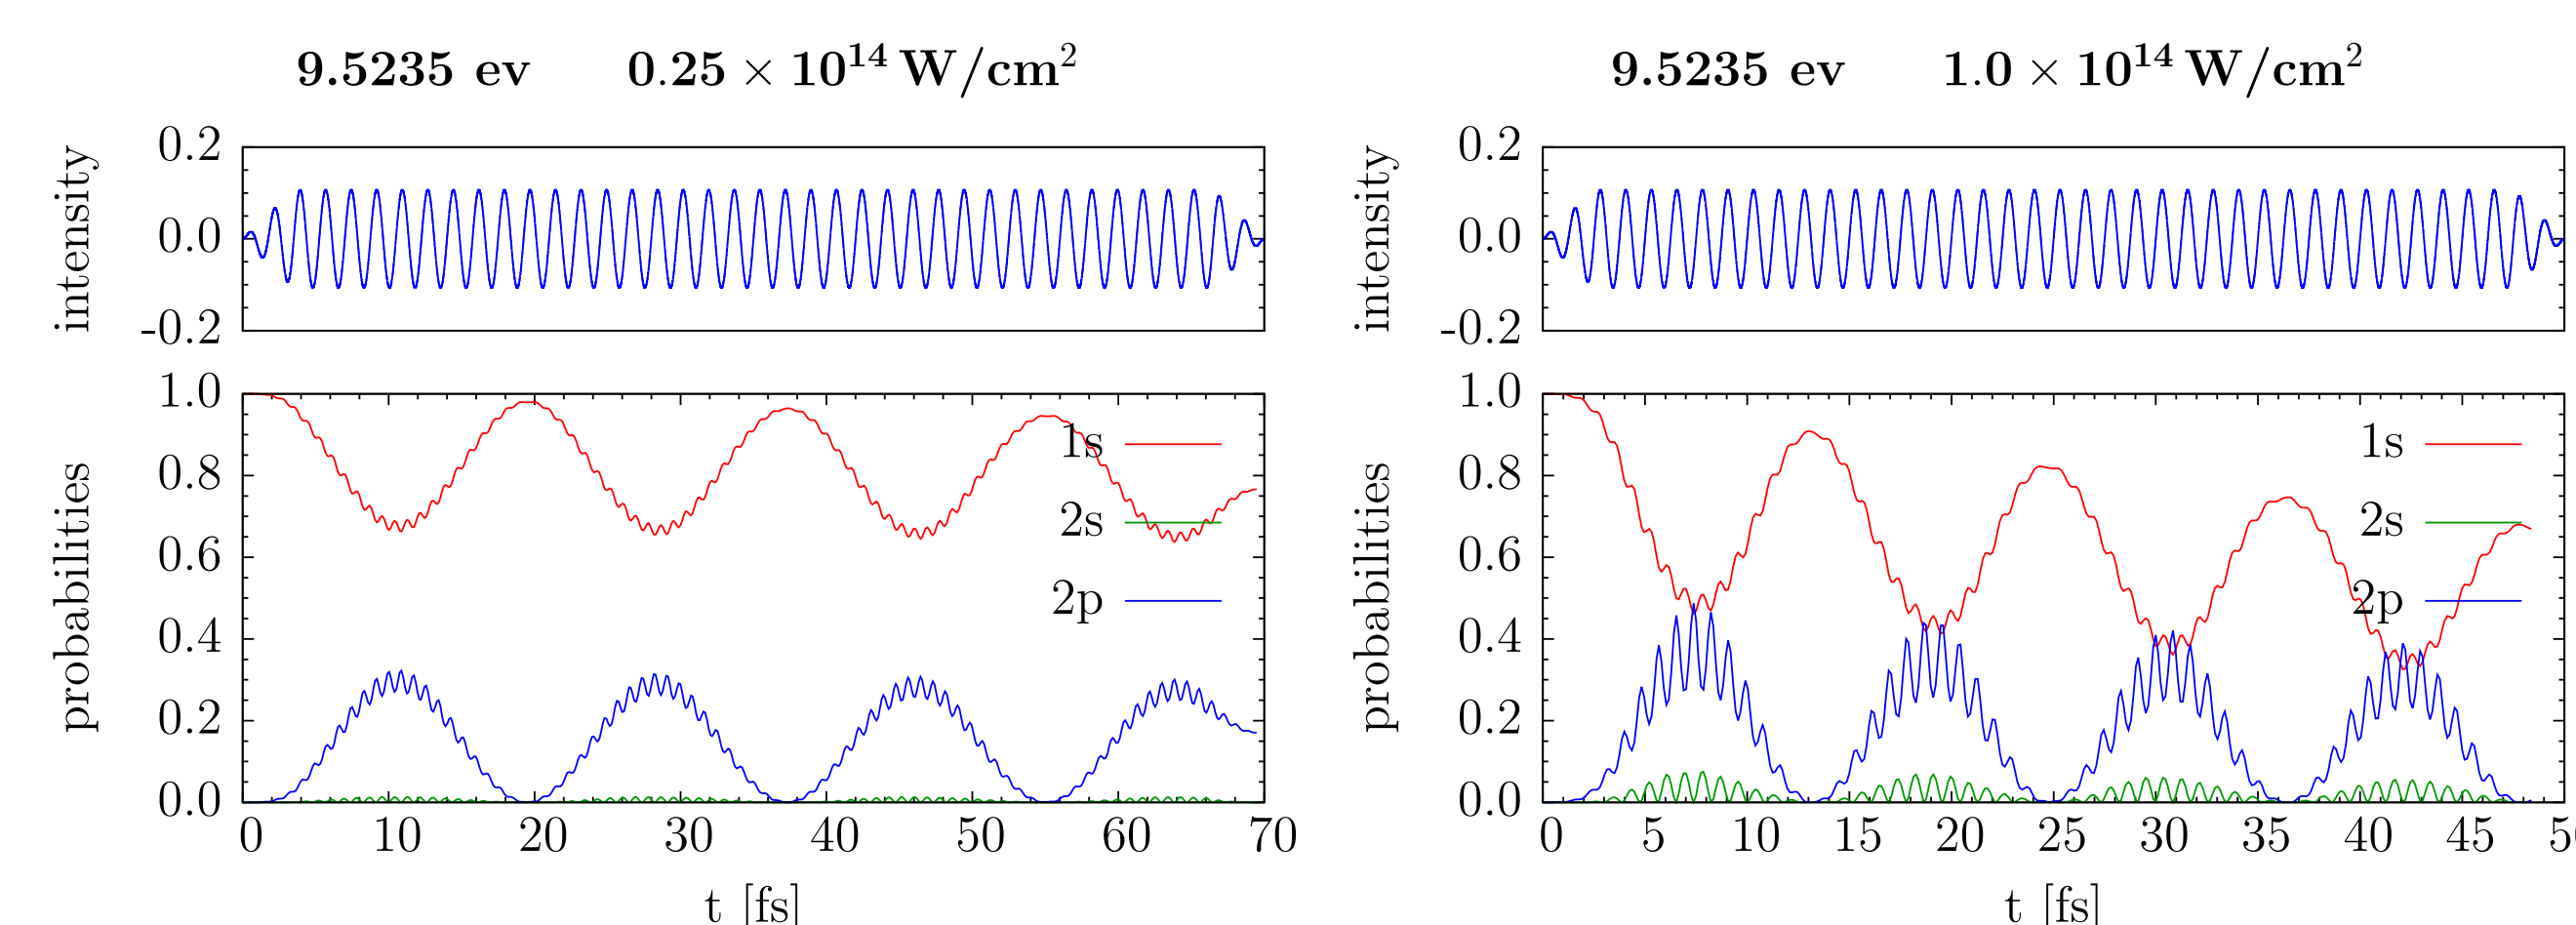 9.5235 ev 0.25 × 10¹⁴ W/cm²
intensity
0.2
0.0
-0.2
probabilities
1.0
0.8
0.6
0.4
0.2
0.0
1s
2s
2p
0 10 20 30 40 50 60 70
t [fs]
9.5235 ev 1.0 × 10¹⁴ W/cm²
intensity
0.2
0.0
-0.2
probabilities
1.0
0.8
0.6
0.4
0.2
0.0
1s
2s
2p
0 5 10 15 20 25 30 35 40 45
t [fs]